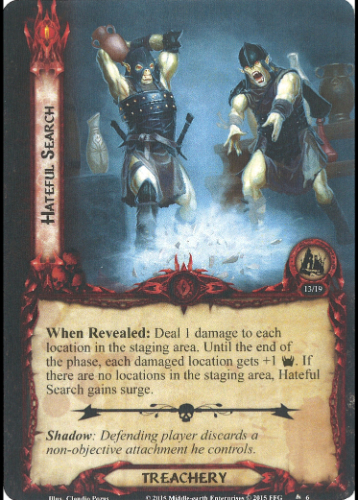 HATEFUL SEARCH
13/19
When Revealed: Deal 1 damage to each
location in the staging area. Until the end of
the phase, each damaged location gets +1 . If
there are no locations in the staging area, Hateful
Search gains surge.
Shadow: Defending player discards a
non-objective attachment he controls.
TREACHERY
Illus. Claudio Pozas © 2015 Middle-earth Enterprises © 2015 FFG 6